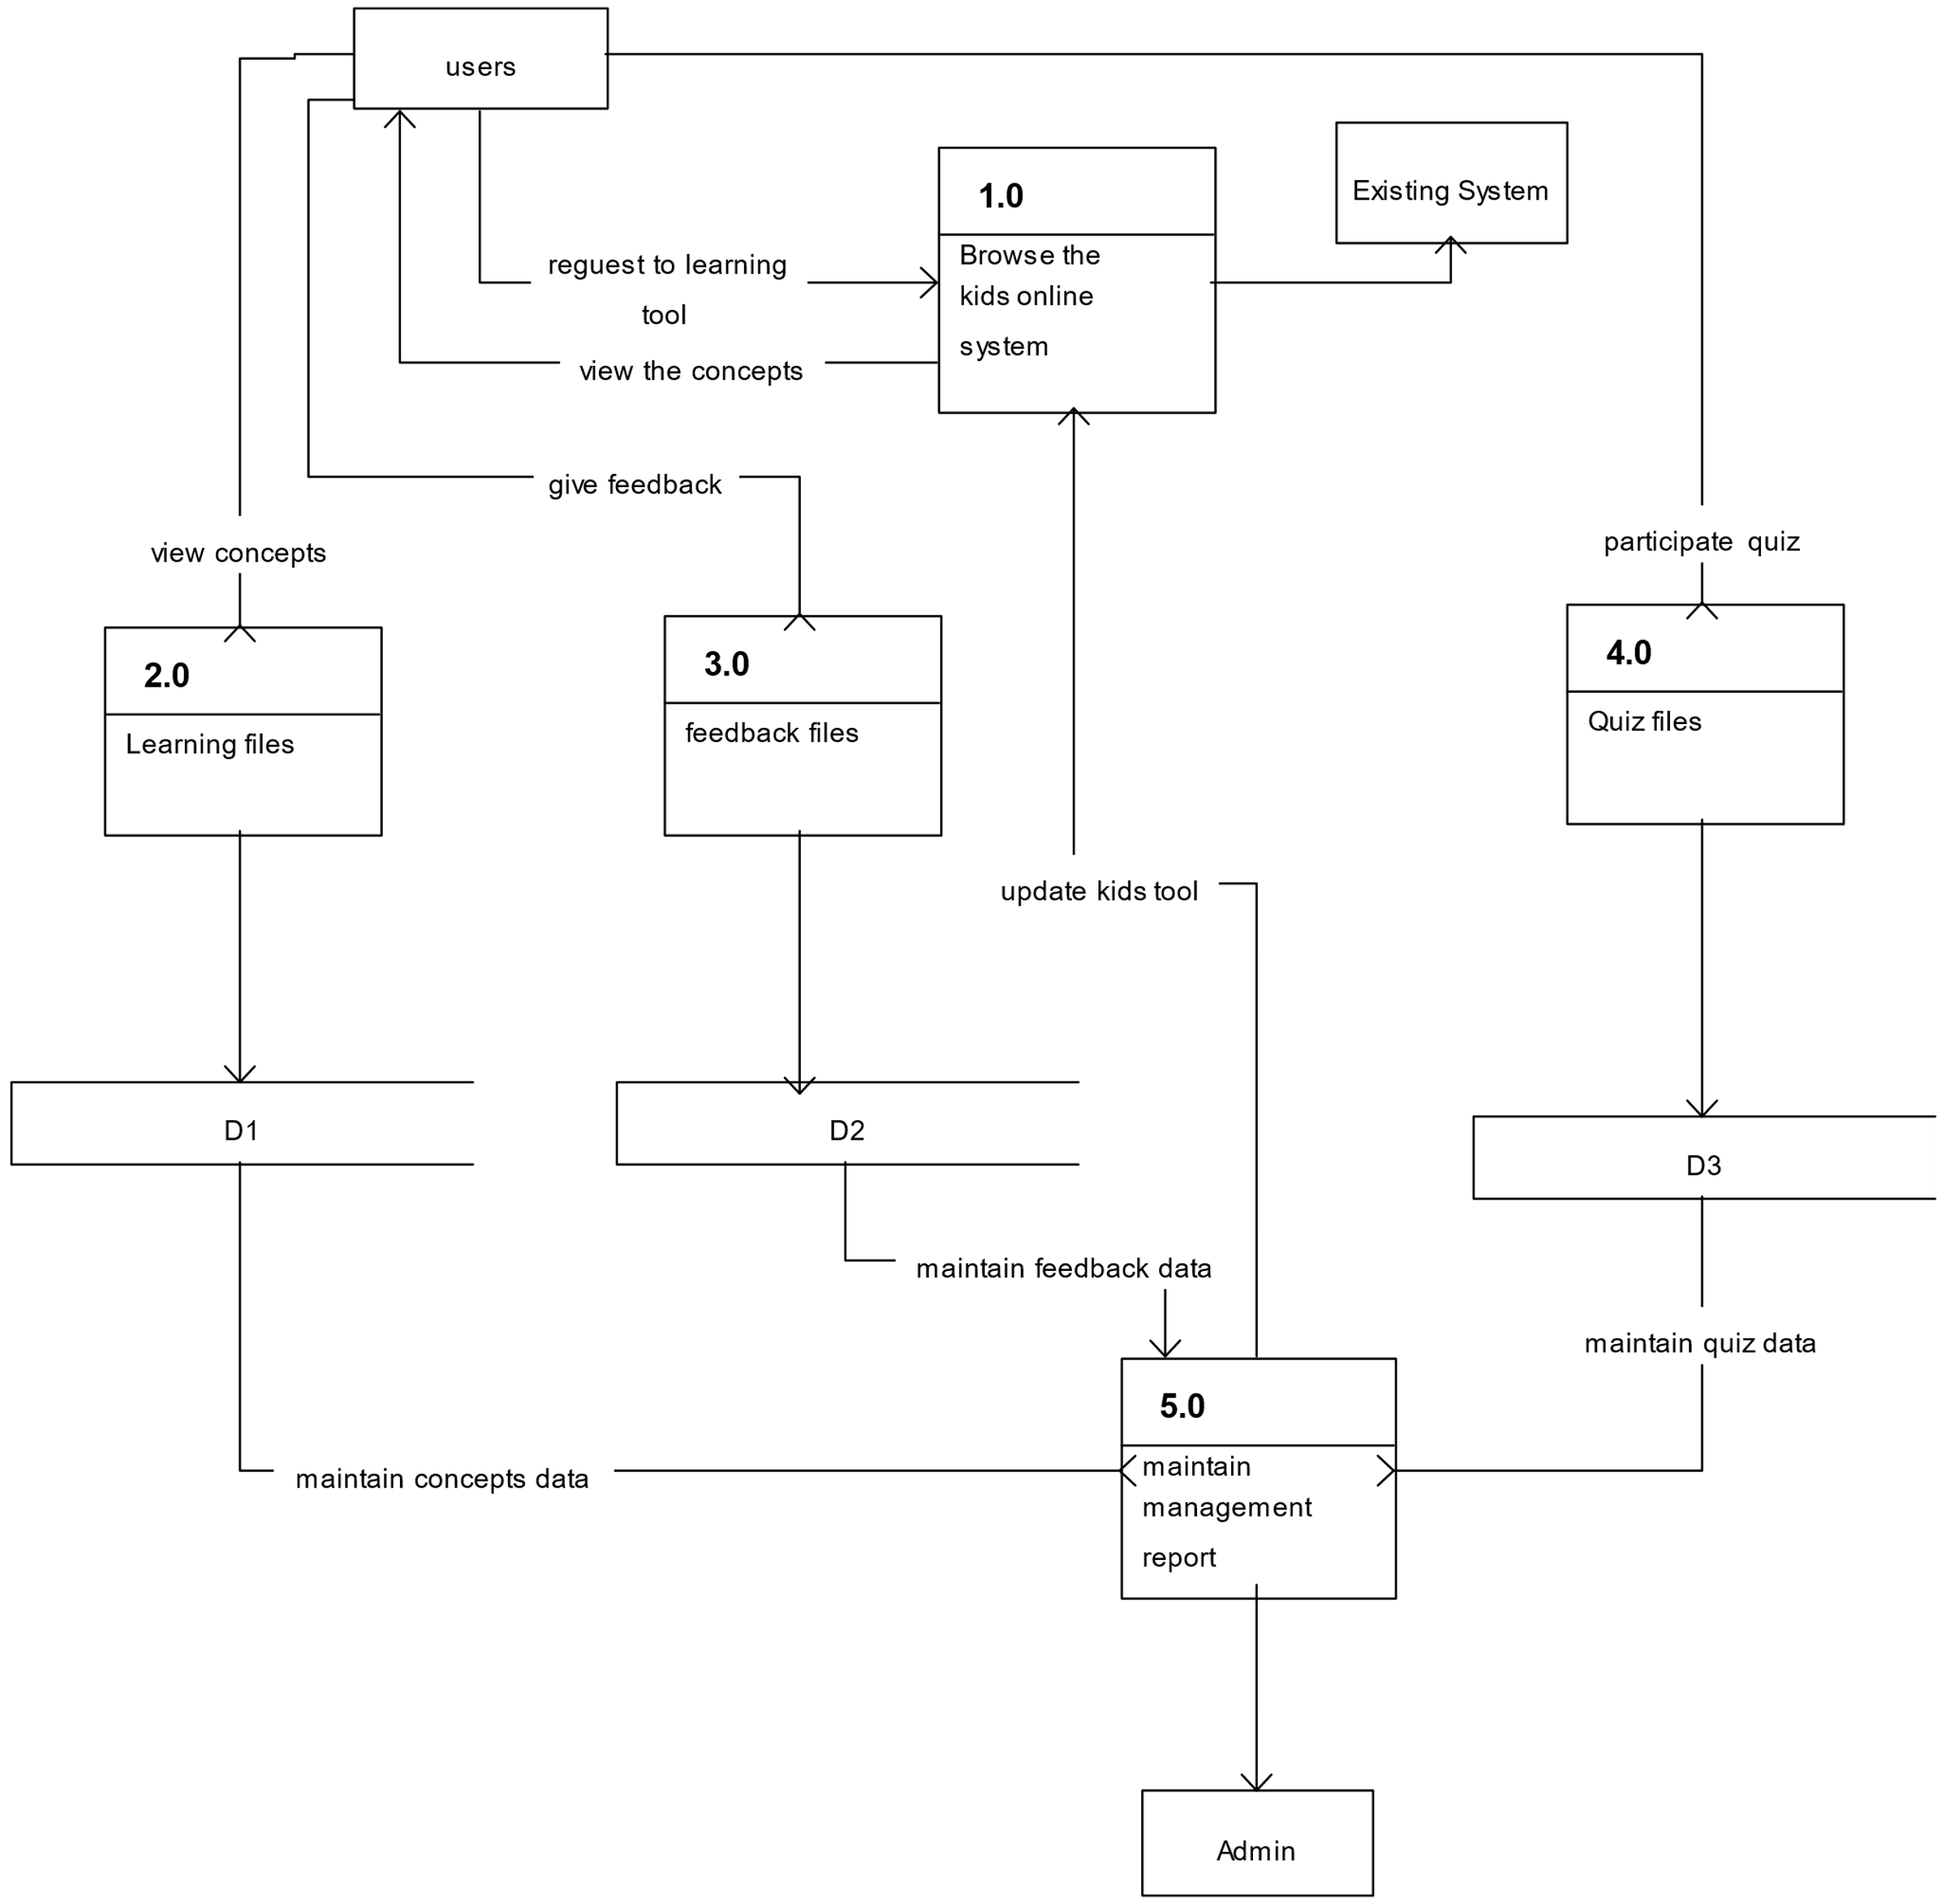 users
1.0
Existing System
Browse the
kids online
system
reguest to learning
tool
view the concepts
give feedback
view concepts
participate quiz
2.0
Learning files
3.0
feedback files
4.0
Quiz files
update kids tool
D1
D2
D3
maintain feedback data
maintain quiz data
5.0
maintain
management
report
maintain concepts data
Admin